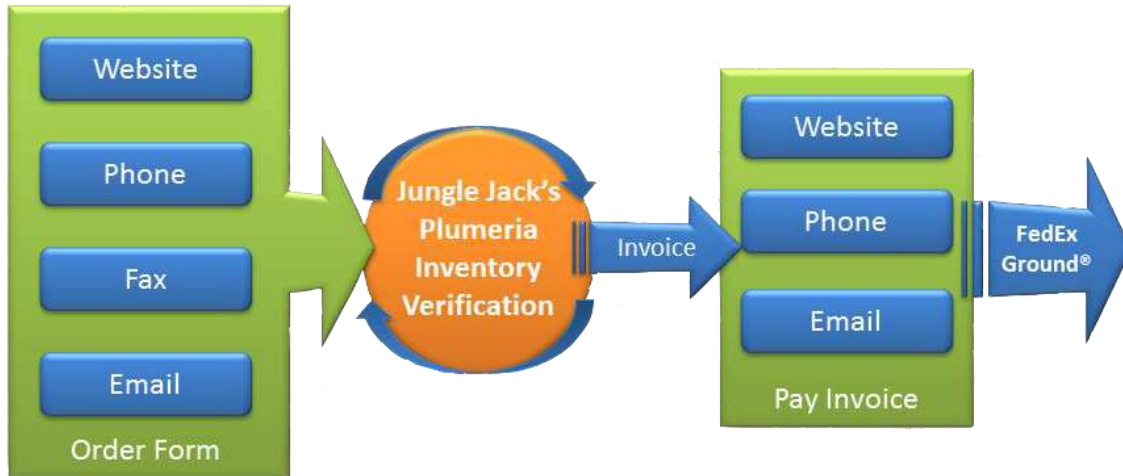 Website
Phone
Fax
Email
Order Form
Jungle Jack's
Plumeria
Inventory
Verification
Invoice
Website
Phone
Email
Pay Invoice
FedEx
Ground®